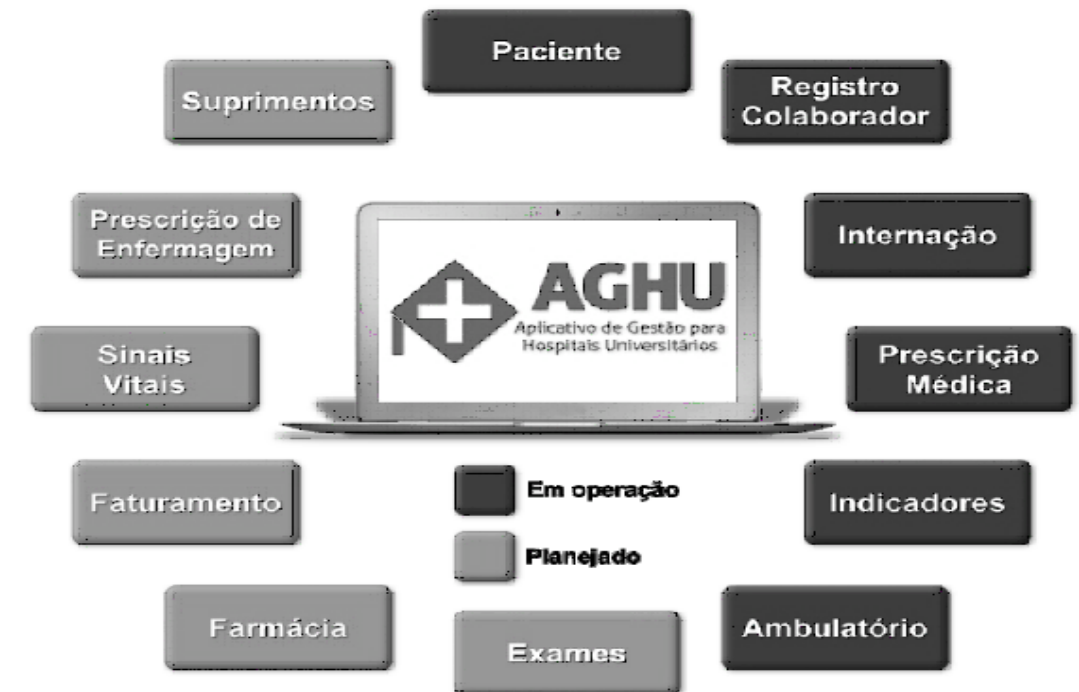 Paciente
Suprimentos
Registro
Colaborador
Prescrição de
Enfermagem
Internação
AGHU
Aplicativo de Gestão para
Hospitais Universitários
Sinais
Vitais
Prescrição
Médica
Faturamento
Em operação
Indicadores
Planejado
Farmácia
Exames
Ambulatório